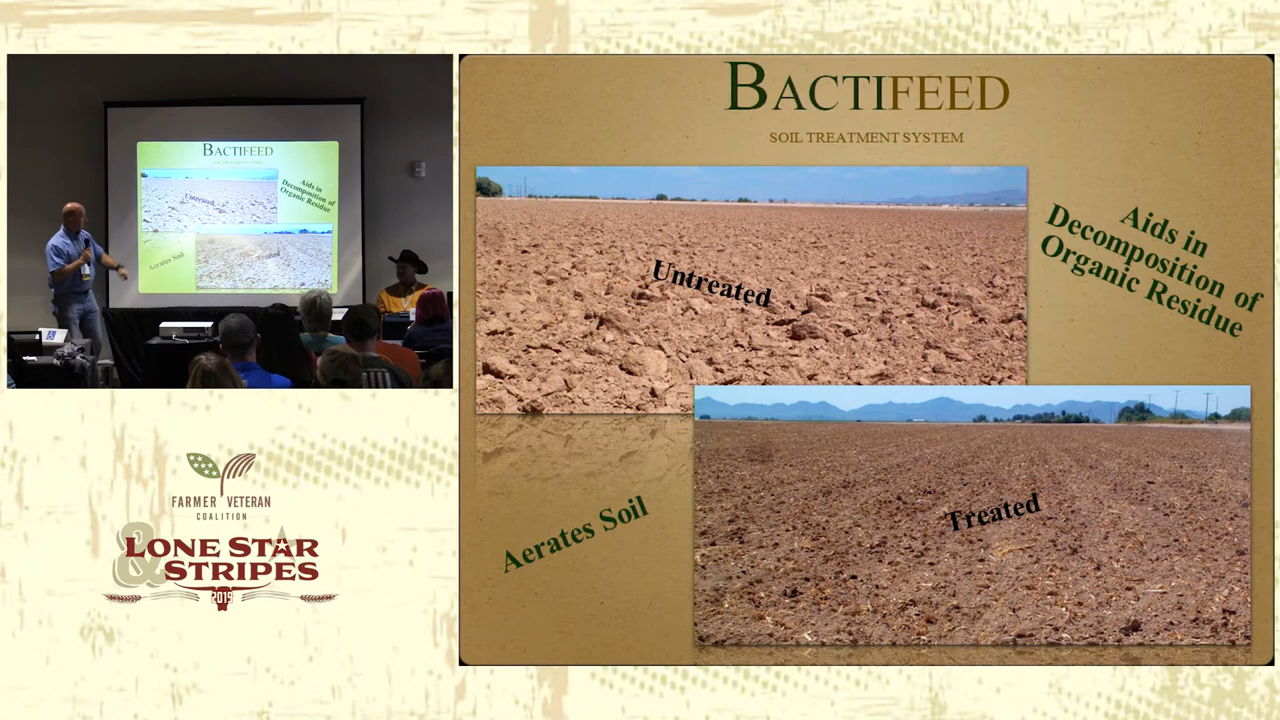 BACTIFEED
SOIL TREATMENT SYSTEM
Untreated
Aids in
Decomposition of
Organic Residue
Aerates Soil
Treated
BACTIFEED
Untreated
Aids in
Decomposition of
Organic Residue
Aerates Soil
FARMER VETERAN
COALITION
&
LONE STAR
STRIPES
2019